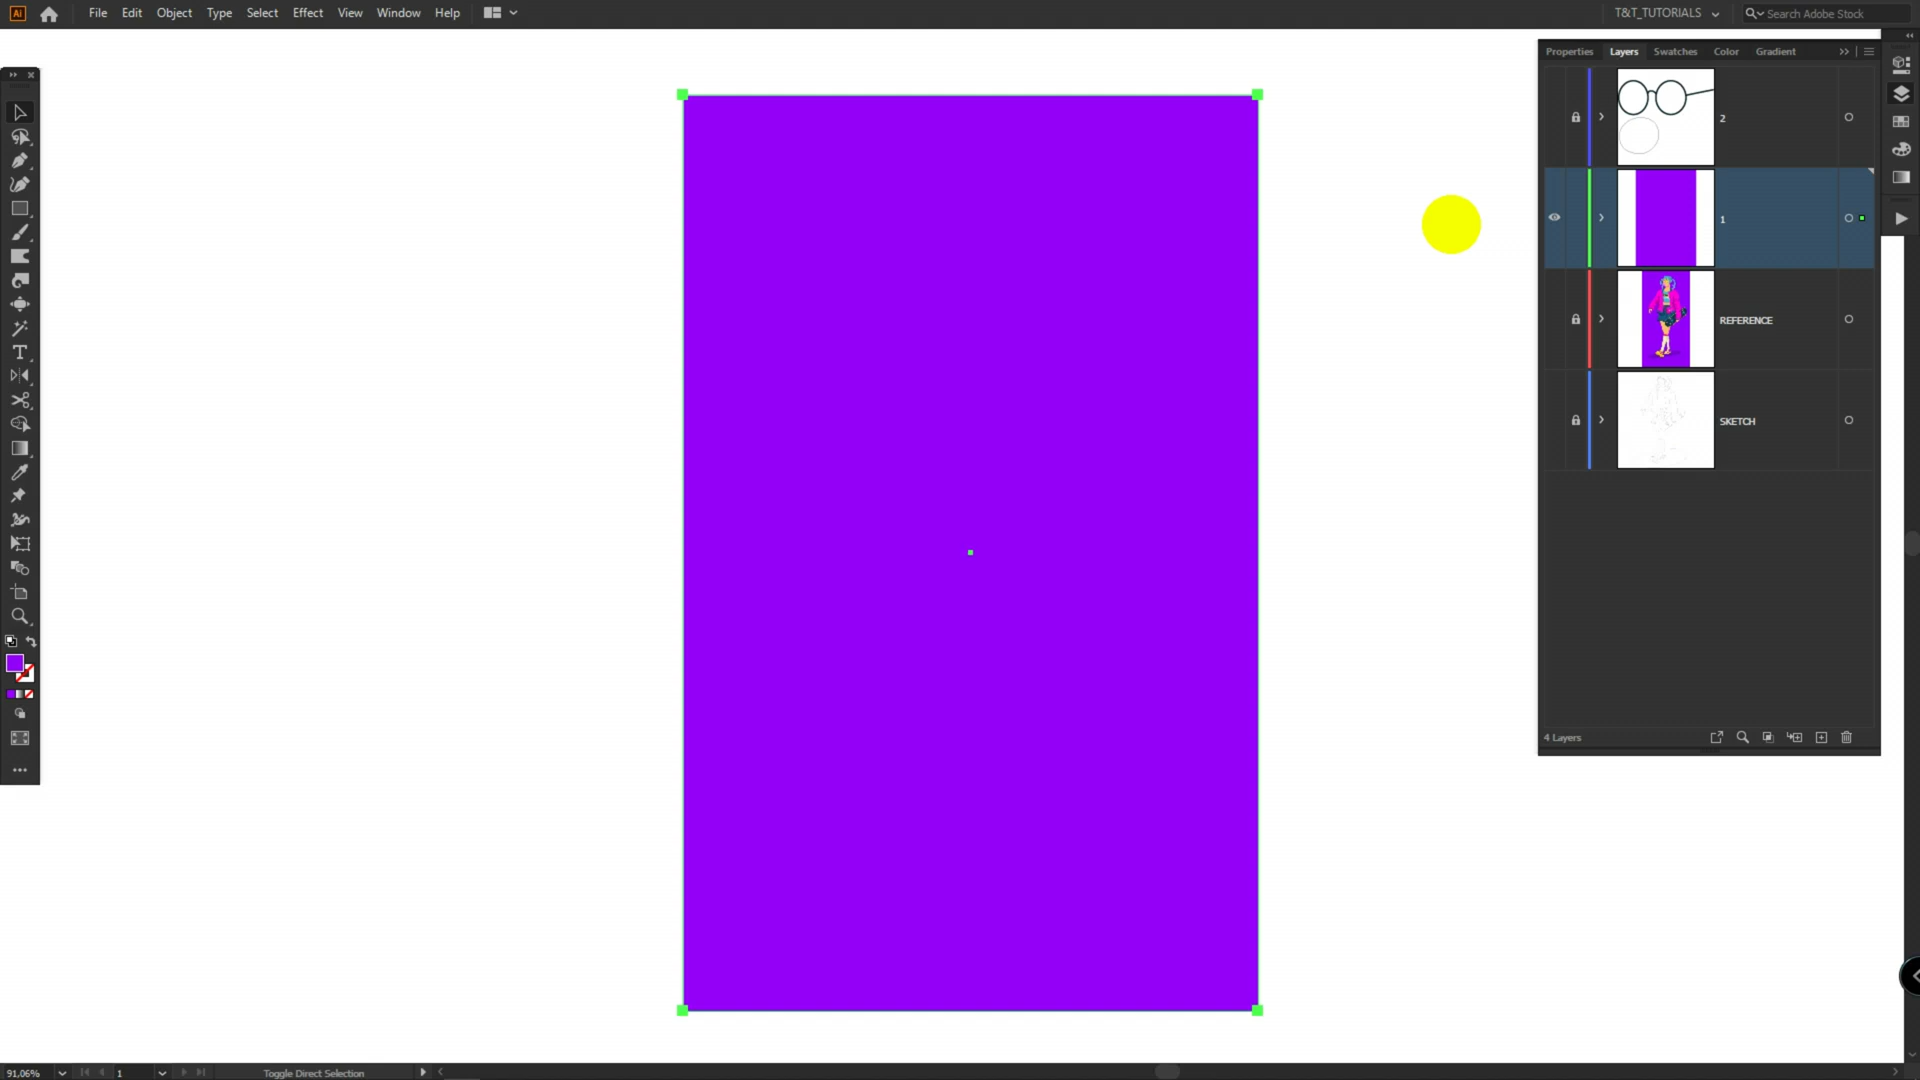 Ai File Edit Object Type Select Effect View Window Help T&T_TUTORIALS Search Adobe Stock
Properties Layers Swatches Color Gradient
2
1
REFERENCE
SKETCH
4 Layers
91,06% 1 Toggle Direct Selection